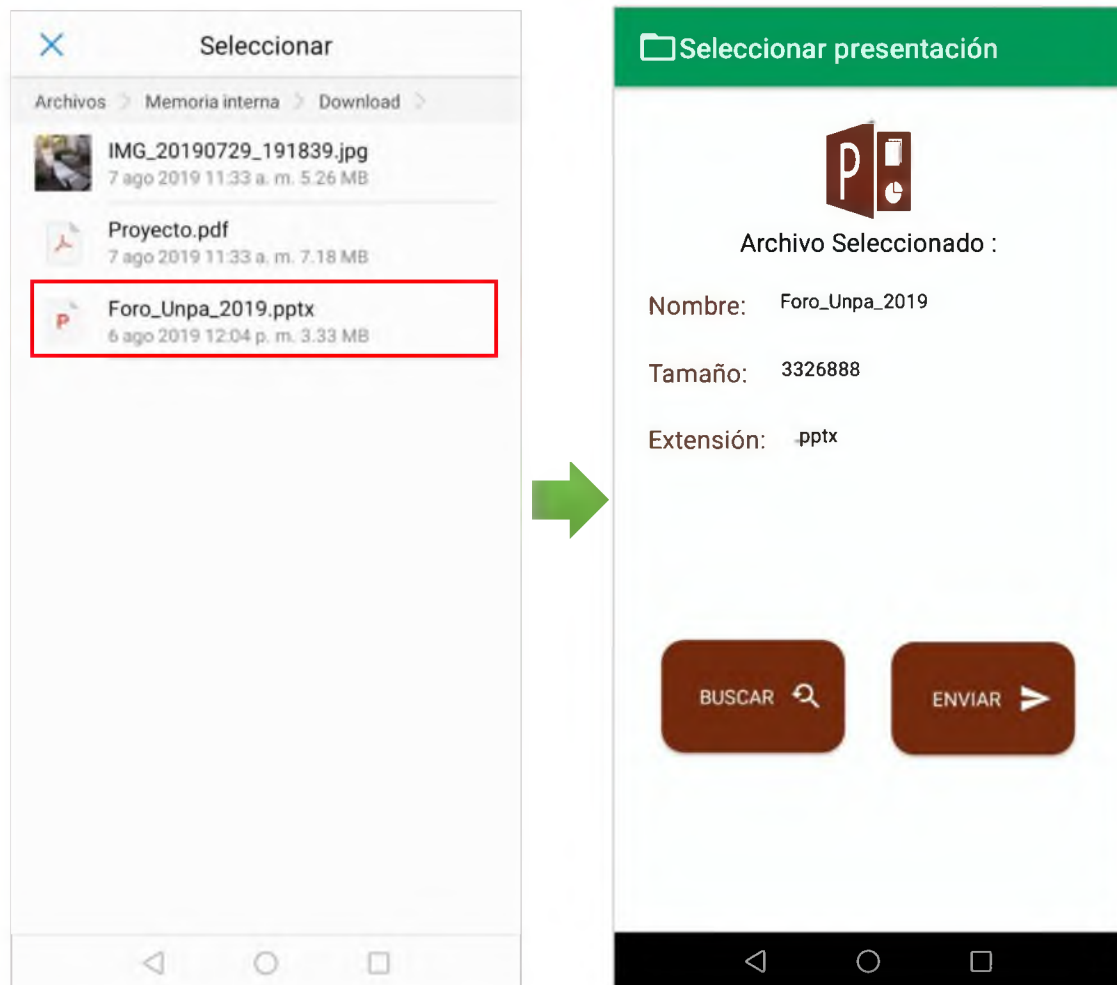 Seleccionar
Archivos > Memoria interna > Download >
IMG_20190729_191839.jpg
7 ago 2019 11:33 a. m. 5.26 MB
Proyecto.pdf
7 ago 2019 11:33 a. m. 7.18 MB
P
Foro_Unpa_2019.pptx
6 ago 2019 12:04 p. m. 3.33 MB
Seleccionar presentación
P
Archivo Seleccionado :
Nombre: Foro_Unpa_2019
Tamaño: 3326888
Extensión: .pptx
BUSCAR
ENVIAR